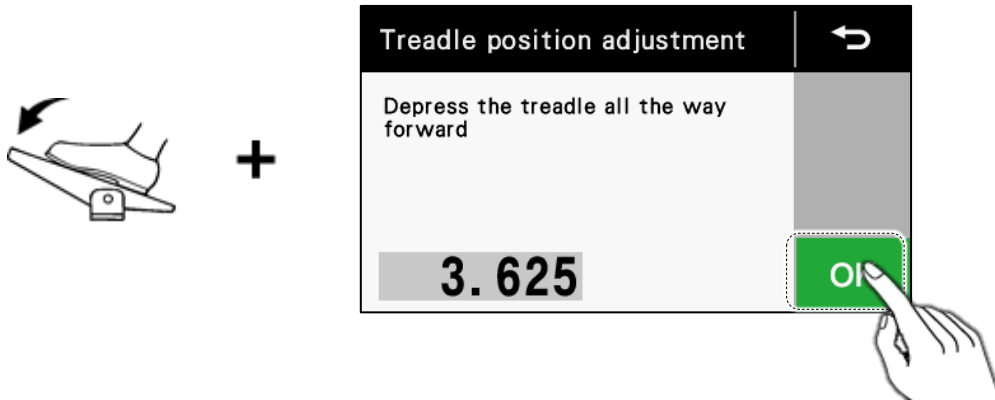 Treadle position adjustment
Depress the treadle all the way
forward
3.625
OK